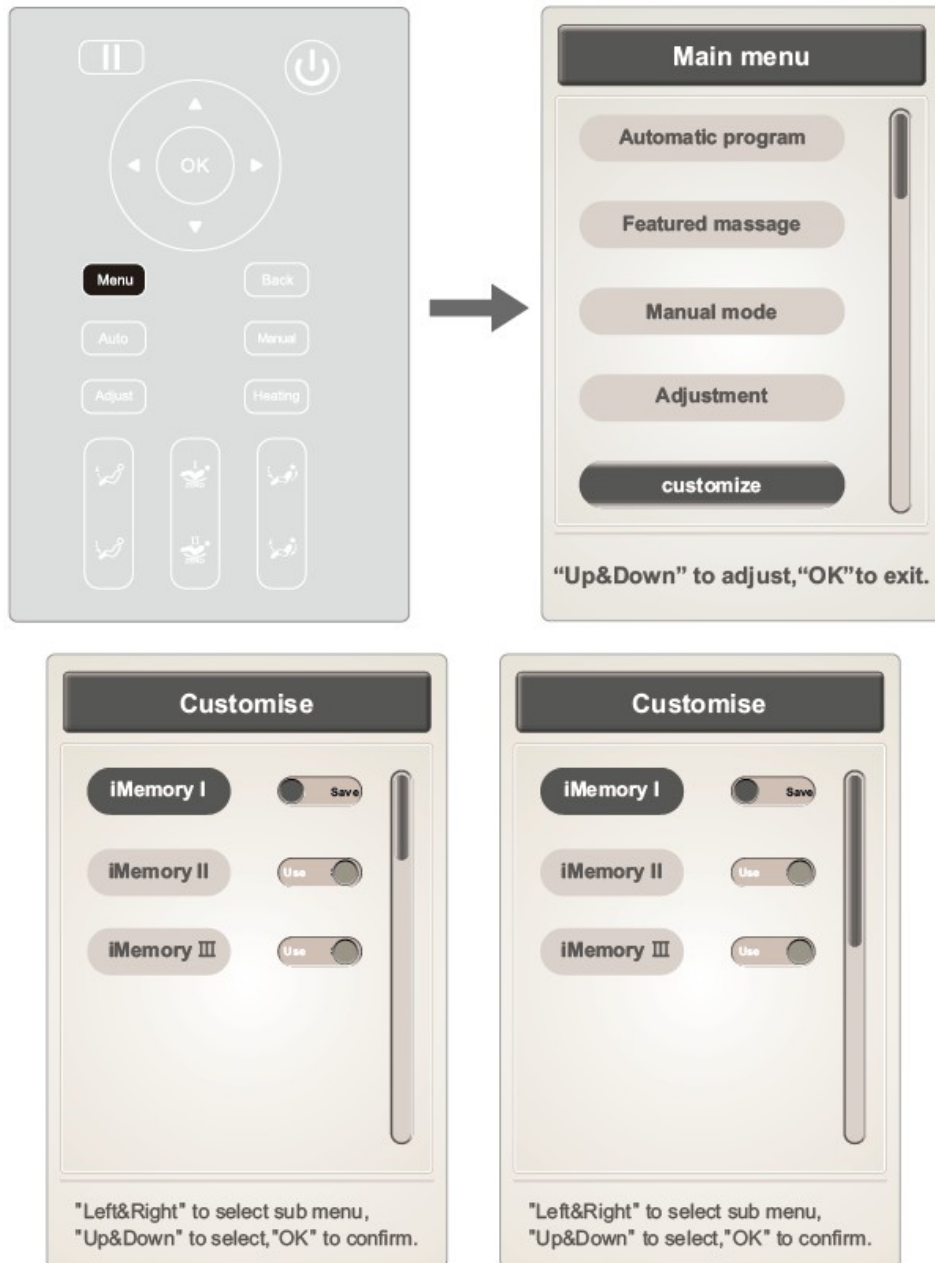 OK
Menu
Back
Auto
Manual
Adjust
Heating
ZERO
ZERO
Main menu
Automatic program
Featured massage
Manual mode
Adjustment
customize
“Up&Down” to adjust,“OK”to exit.
Customise
iMemory I
Save
iMemory II
Use
iMemory III
Use
"Left&Right" to select sub menu,
"Up&Down" to select,"OK" to confirm.
Customise
iMemory I
Save
iMemory II
Use
iMemory III
Use
"Left&Right" to select sub menu,
"Up&Down" to select,"OK" to confirm.